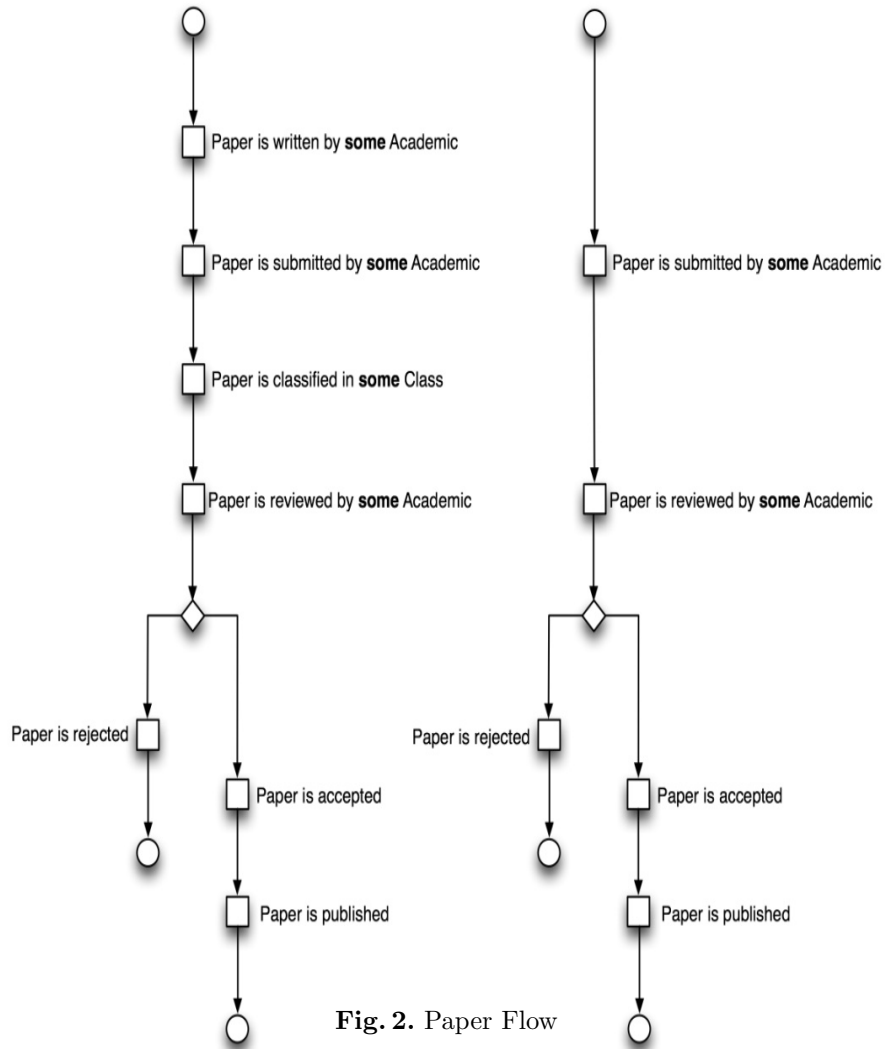 Paper is written by some Academic
Paper is submitted by some Academic
Paper is classified in some Class
Paper is reviewed by some Academic
Paper is rejected
Paper is accepted
Paper is published
Paper is submitted by some Academic
Paper is reviewed by some Academic
Paper is rejected
Paper is accepted
Paper is published
Fig. 2. Paper Flow